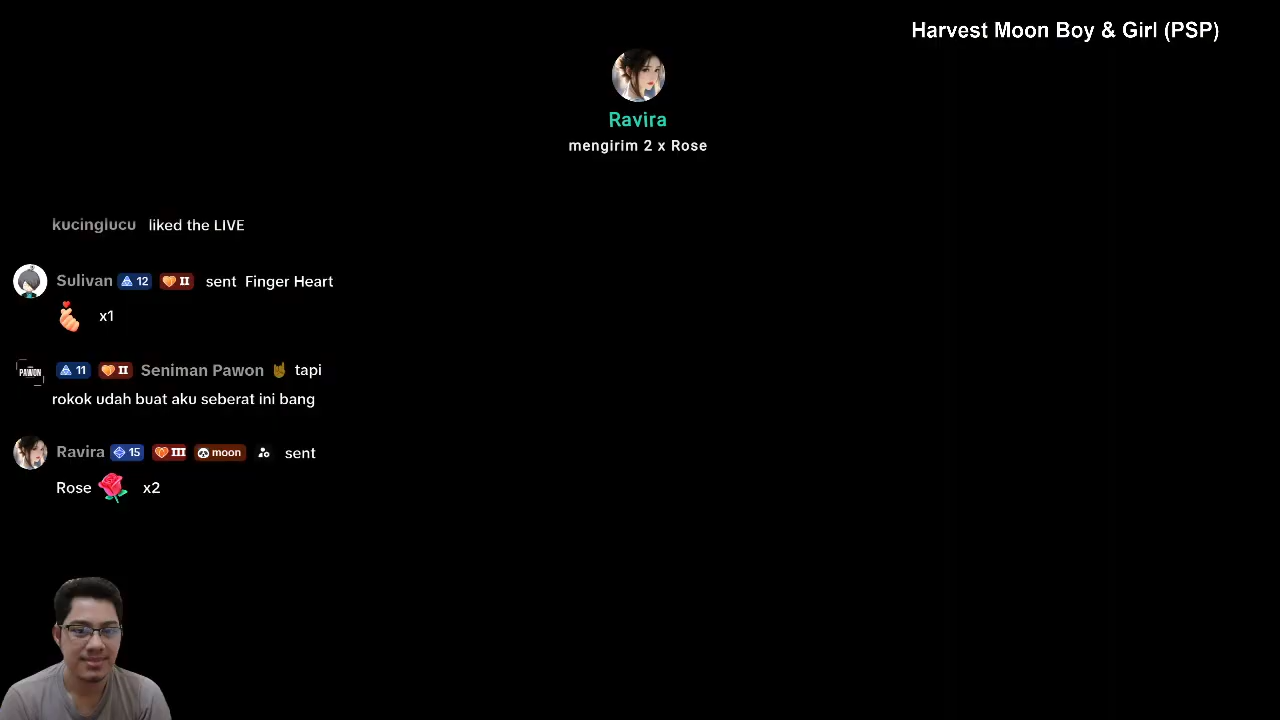 Harvest Moon Boy & Girl (PSP)
Ravira
mengirim 2 x Rose
kucinglucu liked the LIVE
Sulivan 12 II sent Finger Heart
x1
PAWON 11 II Seniman Pawon tapi
rokok udah buat aku seberat ini bang
Ravira 15 III moon sent
Rose x2